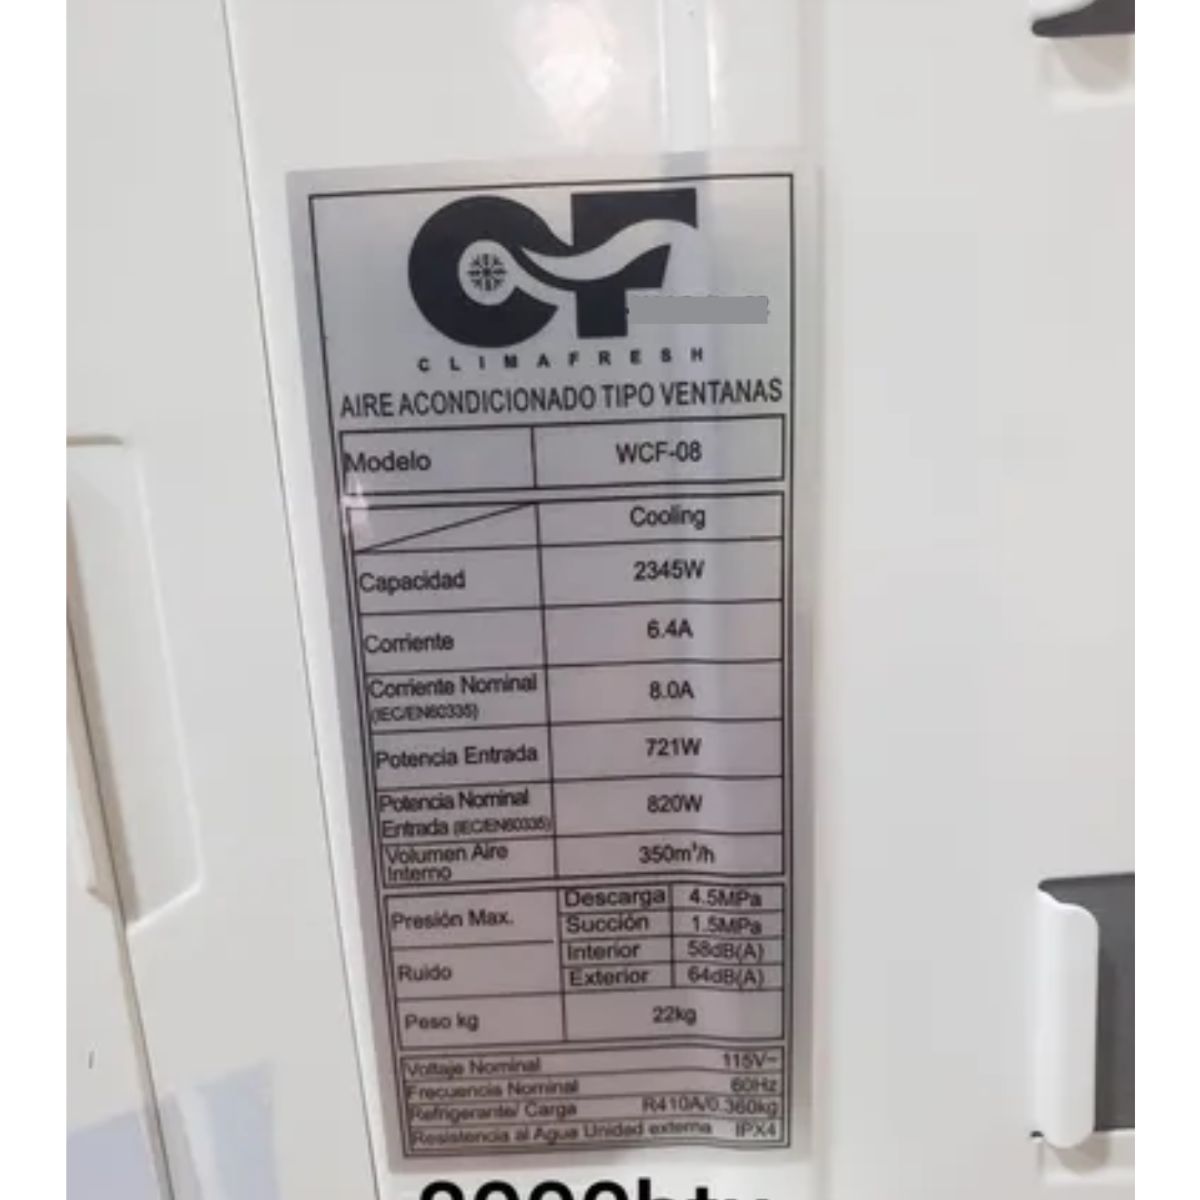 CF
CLIMAFRESH
AIRE ACONDICIONADO TIPO VENTANAS
Modelo WCF-08
Cooling
Capacidad 2345W
Corriente 6.4A
Corriente Nominal (IEC/EN60335) 8.0A
Potencia Entrada 721W
Potencia Nominal Entrada (IEC/EN60335) 820W
Volumen Aire Interno 350m³/h
Presión Max. Descarga 4.5MPa
Succión 1.5MPa
Ruido Interior 58dB(A)
Exterior 64dB(A)
Peso kg 22kg
Voltaje Nominal 115V~
Frecuencia Nominal 60Hz
Refrigerante/ Carga R410A/0.360kg
Resistencia al Agua Unidad externa IPX4